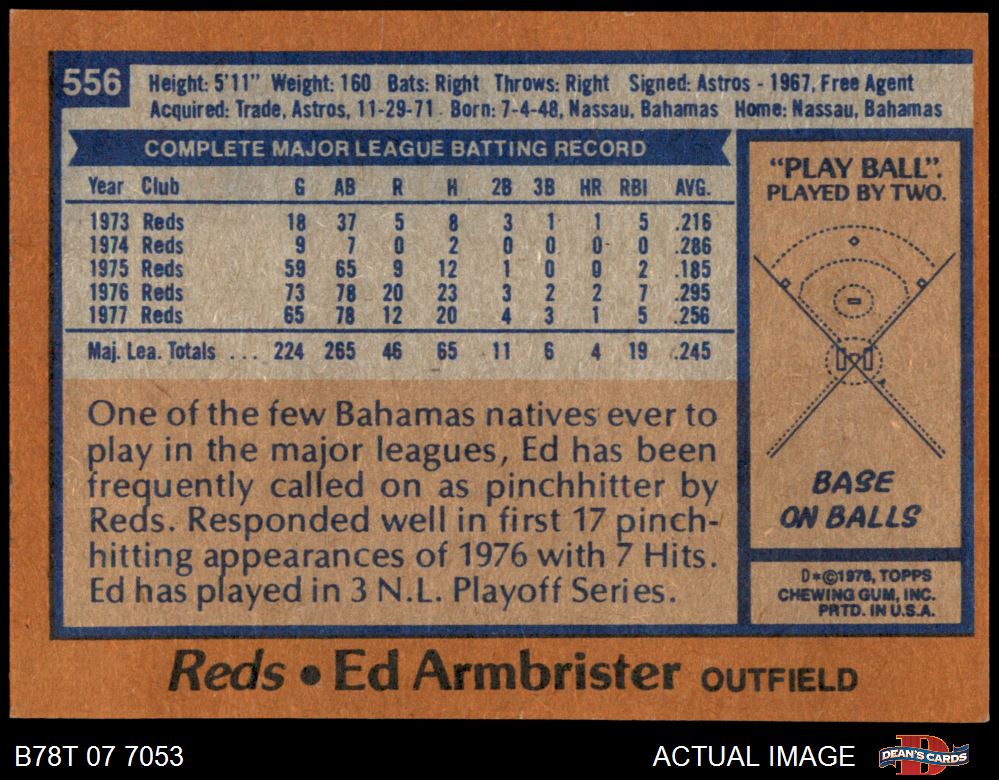 556
Height: 5'11" Weight: 160 Bats: Right Throws: Right Signed: Astros - 1967, Free Agent
Acquired: Trade, Astros, 11-29-71 Born: 7-4-48, Nassau, Bahamas Home: Nassau, Bahamas
COMPLETE MAJOR LEAGUE BATTING RECORD
Year Club G AB R H 2B 3B HR RBI AVG.
1973 Reds 18 37 5 8 3 1 1 5 .216
1974 Reds 9 7 0 2 0 0 0 0 .286
1975 Reds 59 65 9 12 1 0 0 2 .185
1976 Reds 73 78 20 23 3 2 2 7 .295
1977 Reds 65 78 12 20 4 3 1 5 .256
Maj. Lea. Totals ... 224 265 46 65 11 6 4 19 .245
One of the few Bahamas natives ever to
play in the major leagues, Ed has been
frequently called on as pinchhitter by
Reds. Responded well in first 17 pinch-
hitting appearances of 1976 with 7 Hits.
Ed has played in 3 N.L. Playoff Series.
"PLAY BALL".
PLAYED BY TWO.
BASE
ON BALLS
D*©1978, TOPPS
CHEWING GUM, INC.
PRTD. IN U.S.A.
Reds • Ed Armbrister OUTFIELD
B78T 07 7053
ACTUAL IMAGE
DEAN'S CARDS